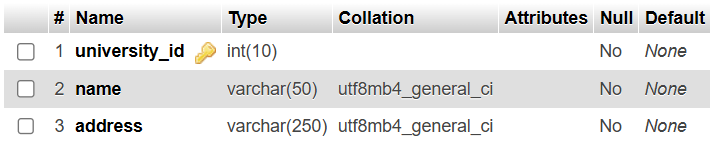 # Name Type Collation Attributes Null Default
1 university_id int(10) No None
2 name varchar(50) utf8mb4_general_ci No None
3 address varchar(250) utf8mb4_general_ci No None